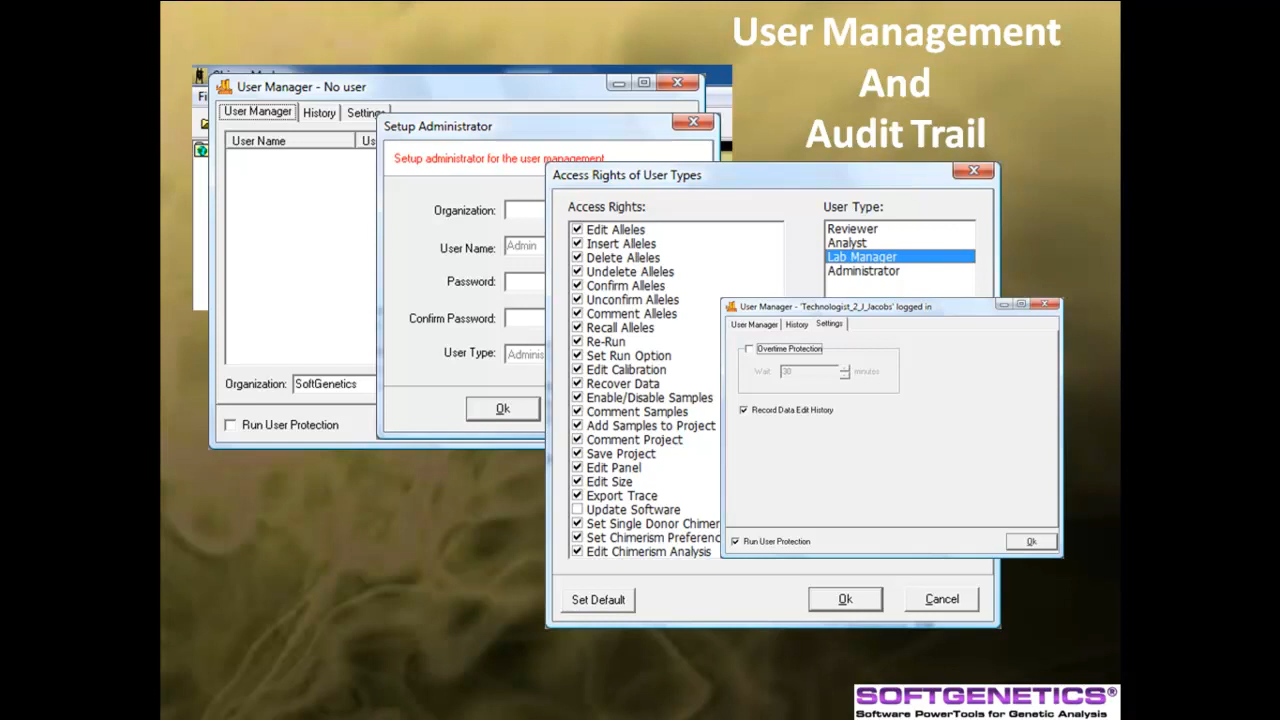 User Management
And
Audit Trail
User Manager - No user
User Manager
History
Settings
User Name
Organization:
SoftGenetics
Run User Protection
Setup Administrator
Setup administrator for the user management
Organization:
User Name:
Admin
Password:
Confirm Password:
User Type:
Adminis
Ok
Access Rights of User Types
Access Rights:
Edit Alleles
Insert Alleles
Delete Alleles
Undelete Alleles
Confirm Alleles
Unconfirm Alleles
Comment Alleles
Recall Alleles
Re-Run
Set Run Option
Edit Calibration
Recover Data
Enable/Disable Samples
Comment Samples
Add Samples to Project
Comment Project
Save Project
Edit Panel
Edit Size
Export Trace
Update Software
Set Single Donor Chimer
Set Chimerism Preferenc
Edit Chimerism Analysis
User Type:
Reviewer
Analyst
Lab Manager
Administrator
Set Default
Ok
Cancel
User Manager - 'Technologist_2_J_Jacobs' logged in
User Manager
History
Settings
Overtime Protection
Wait
30
minutes
Record Data Edit History
Run User Protection
Ok
SOFTGENETICS®
Software PowerTools for Genetic Analysis